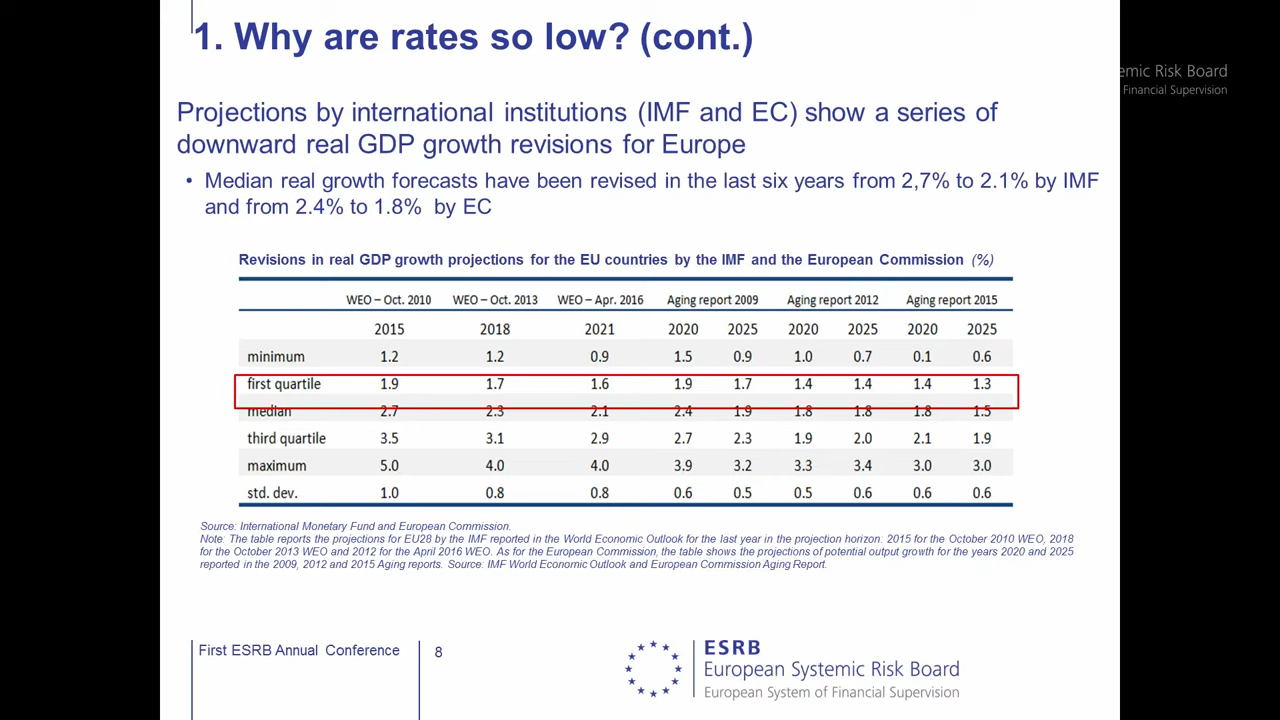 1. Why are rates so low? (cont.)
emic Risk Board
Financial Supervision
Projections by international institutions (IMF and EC) show a series of
downward real GDP growth revisions for Europe
• Median real growth forecasts have been revised in the last six years from 2,7% to 2.1% by IMF
and from 2.4% to 1.8% by EC
Revisions in real GDP growth projections for the EU countries by the IMF and the European Commission (%)
WEO – Oct. 2010 WEO – Oct. 2013 WEO – Apr. 2016 Aging report 2009 Aging report 2012 Aging report 2015
2015 2018 2021 2020 2025 2020 2025 2020 2025
minimum 1.2 1.2 0.9 1.5 0.9 1.0 0.7 0.1 0.6
first quartile 1.9 1.7 1.6 1.9 1.7 1.4 1.4 1.4 1.3
median 2.7 2.3 2.1 2.4 1.9 1.8 1.8 1.8 1.5
third quartile 3.5 3.1 2.9 2.7 2.3 1.9 2.0 2.1 1.9
maximum 5.0 4.0 4.0 3.9 3.2 3.3 3.4 3.0 3.0
std. dev. 1.0 0.8 0.8 0.6 0.5 0.5 0.6 0.6 0.6
Source: International Monetary Fund and European Commission.
Note: The table reports the projections for EU28 by the IMF reported in the World Economic Outlook for the last year in the projection horizon: 2015 for the October 2010 WEO, 2018
for the October 2013 WEO and 2012 for the April 2016 WEO. As for the European Commission, the table shows the projections of potential output growth for the years 2020 and 2025
reported in the 2009, 2012 and 2015 Aging reports. Source: IMF World Economic Outlook and European Commission Aging Report.
First ESRB Annual Conference 8
ESRB
European Systemic Risk Board
European System of Financial Supervision